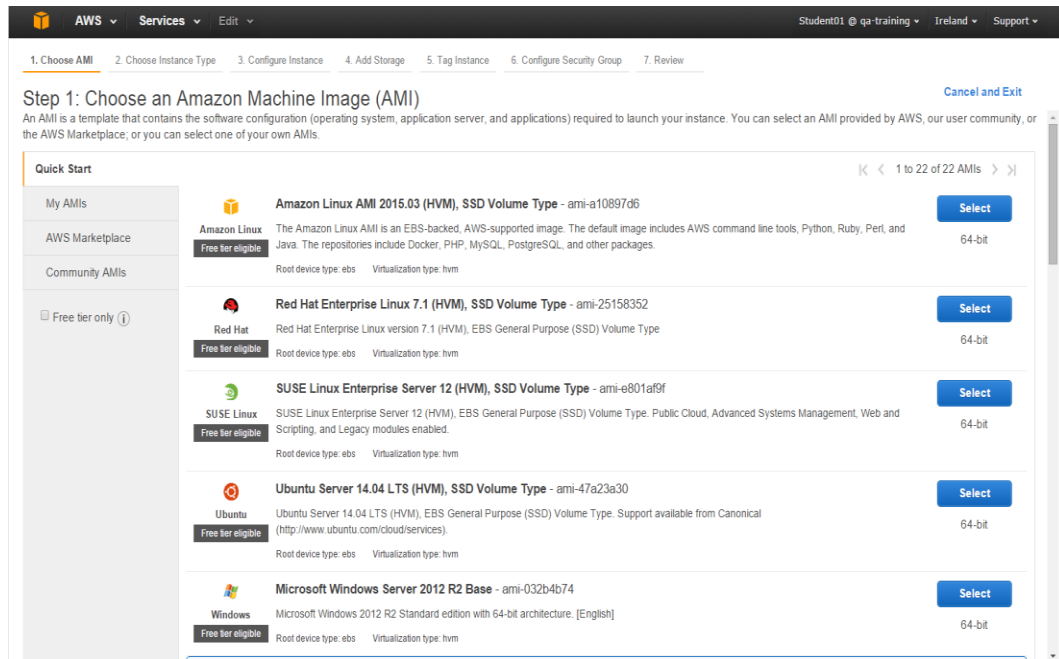 AWS Services Edit Student01 @ qa-training Ireland Support
1. Choose AMI 2. Choose Instance Type 3. Configure Instance 4. Add Storage 5. Tag Instance 6. Configure Security Group 7. Review
Step 1: Choose an Amazon Machine Image (AMI)
Cancel and Exit
An AMI is a template that contains the software configuration (operating system, application server, and applications) required to launch your instance. You can select an AMI provided by AWS, our user community, or
the AWS Marketplace; or you can select one of your own AMIs.
Quick Start
My AMIs
AWS Marketplace
Community AMIs
Free tier only
1 to 22 of 22 AMIs
Amazon Linux
Free tier eligible
Amazon Linux AMI 2015.03 (HVM), SSD Volume Type - ami-a10897d6
The Amazon Linux AMI is an EBS-backed, AWS-supported image. The default image includes AWS command line tools, Python, Ruby, Perl, and
Java. The repositories include Docker, PHP, MySQL, PostgreSQL, and other packages.
Root device type: ebs Virtualization type: hvm
Select
64-bit
Red Hat
Free tier eligible
Red Hat Enterprise Linux 7.1 (HVM), SSD Volume Type - ami-25158352
Red Hat Enterprise Linux version 7.1 (HVM), EBS General Purpose (SSD) Volume Type
Root device type: ebs Virtualization type: hvm
Select
64-bit
SUSE Linux
Free tier eligible
SUSE Linux Enterprise Server 12 (HVM), SSD Volume Type - ami-e801af9f
SUSE Linux Enterprise Server 12 (HVM), EBS General Purpose (SSD) Volume Type. Public Cloud, Advanced Systems Management, Web and
Scripting, and Legacy modules enabled.
Root device type: ebs Virtualization type: hvm
Select
64-bit
Ubuntu
Free tier eligible
Ubuntu Server 14.04 LTS (HVM), SSD Volume Type - ami-47a23a30
Ubuntu Server 14.04 LTS (HVM), EBS General Purpose (SSD) Volume Type. Support available from Canonical
(http://www.ubuntu.com/cloud/services).
Root device type: ebs Virtualization type: hvm
Select
64-bit
Windows
Free tier eligible
Microsoft Windows Server 2012 R2 Base - ami-032b4b74
Microsoft Windows 2012 R2 Standard edition with 64-bit architecture. [English]
Root device type: ebs Virtualization type: hvm
Select
64-bit